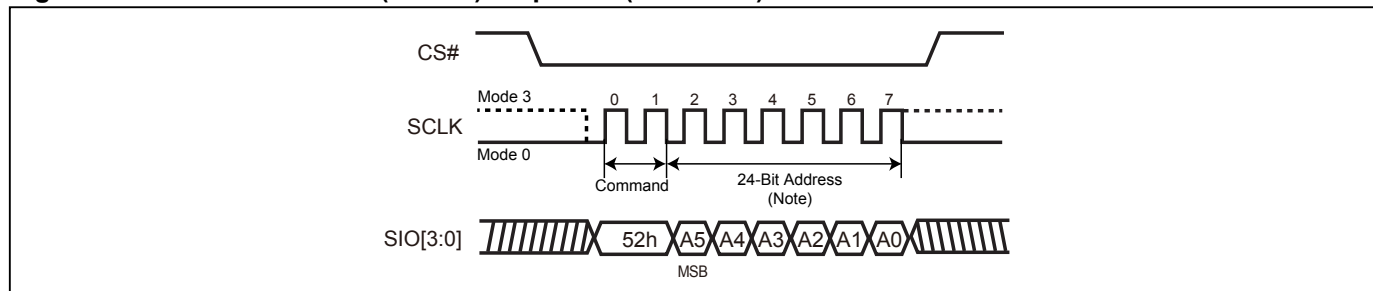 CS#
Mode 3
0 1 2 3 4 5 6 7
SCLK
Mode 0
Command
24-Bit Address
(Note)
SIO[3:0]
52h A5 A4 A3 A2 A1 A0
MSB